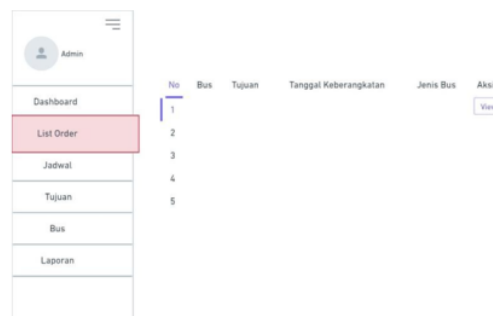 Admin
Dashboard
List Order
Jadwal
Tujuan
Bus
Laporan
No Bus Tujuan Tanggal Keberangkatan Jenis Bus Aksi
1
2
3
4
5